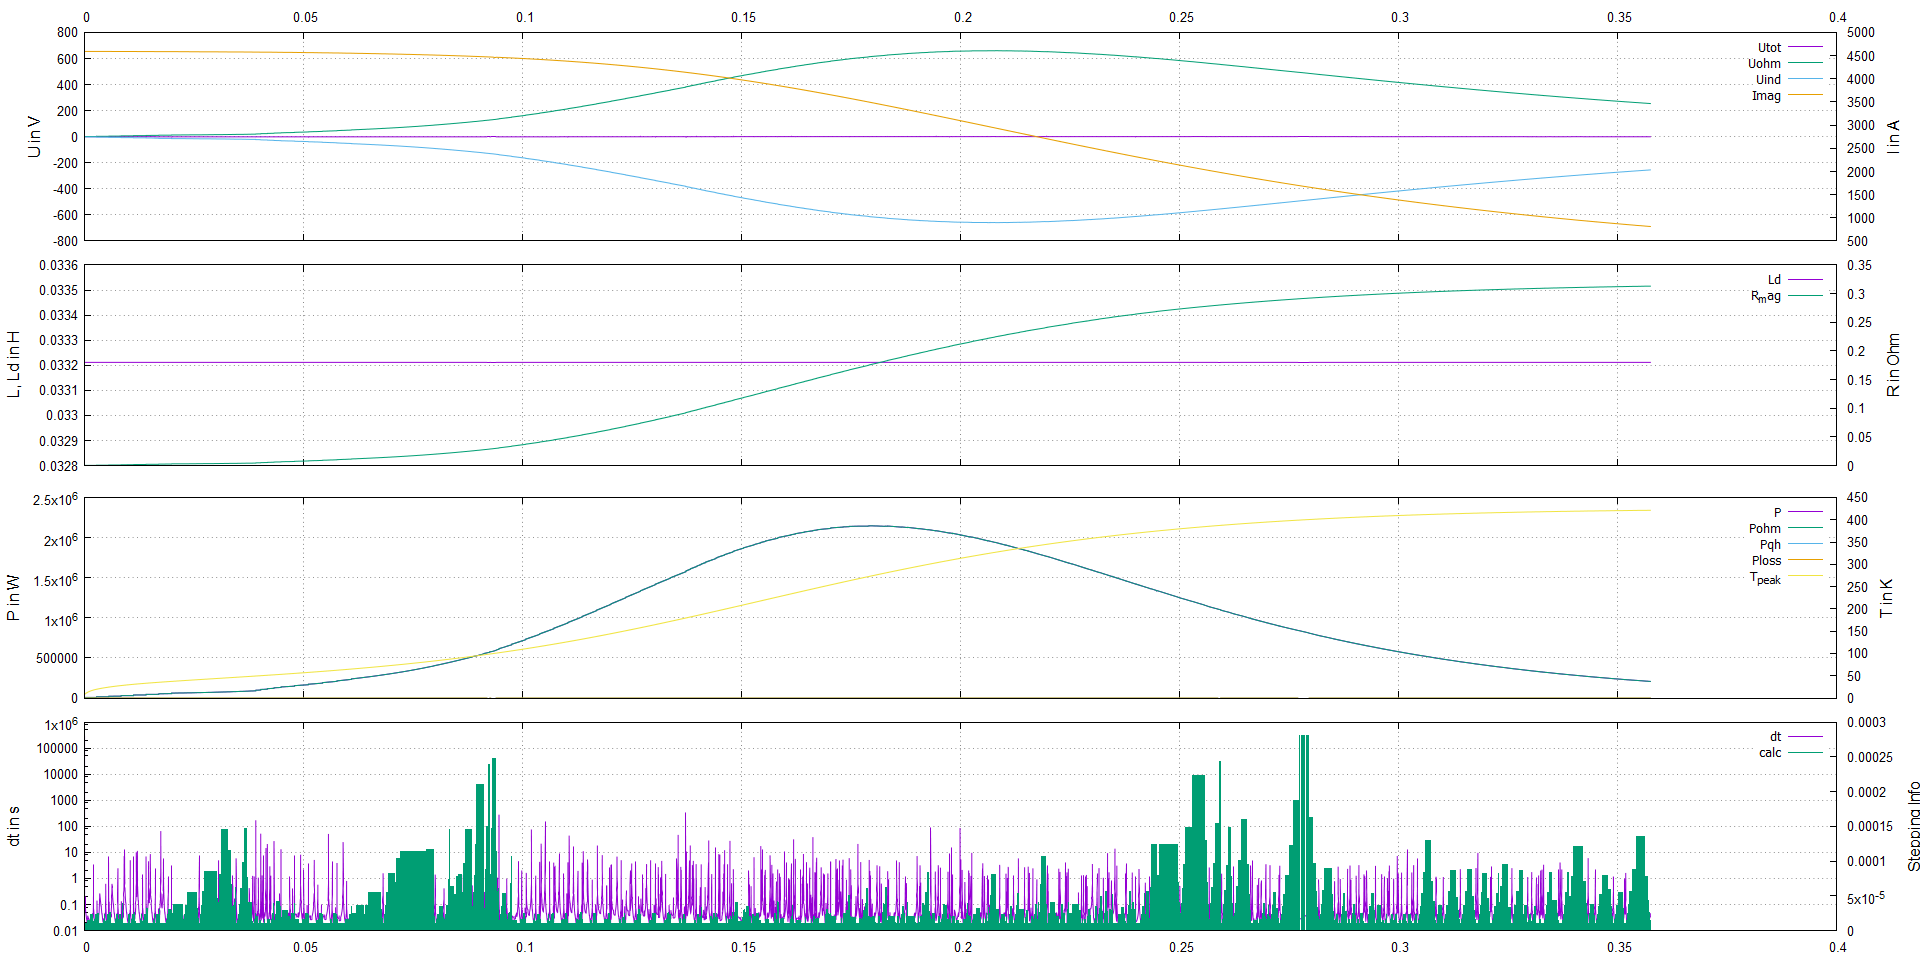 0 0.05 0.1 0.15 0.2 0.25 0.3 0.35 0.4
800 5000
Utot
600 4500
Uohm
400 4000
Uind
Imag
200 3500
0 3000
U in V
I in A
-200 2500
-400 2000
-600 1500
1000
-800 500
0.0336 0.35
Ld
0.0335 0.3
R_mag
0.0334 0.25
0.0333
0.0332 0.2
L, Ld in H
R in Ohm
0.0331 0.15
0.033 0.1
0.0329 0.05
0.0328 0
2.5x10^6 450
P
400
Pohm
2x10^6 350
Pqh
Ploss
300
T_peak
1.5x10^6 250
P in W
T in K
200
1x10^6 150
500000 100
50
0 0
1x10^6 0.0003
dt
calc
100000 0.00025
10000
1000 0.0002
100 0.00015
dt in s
Stepping Info
10 0.0001
1
0.1 5x10^-5
0.01 0
0 0.05 0.1 0.15 0.2 0.25 0.3 0.35 0.4